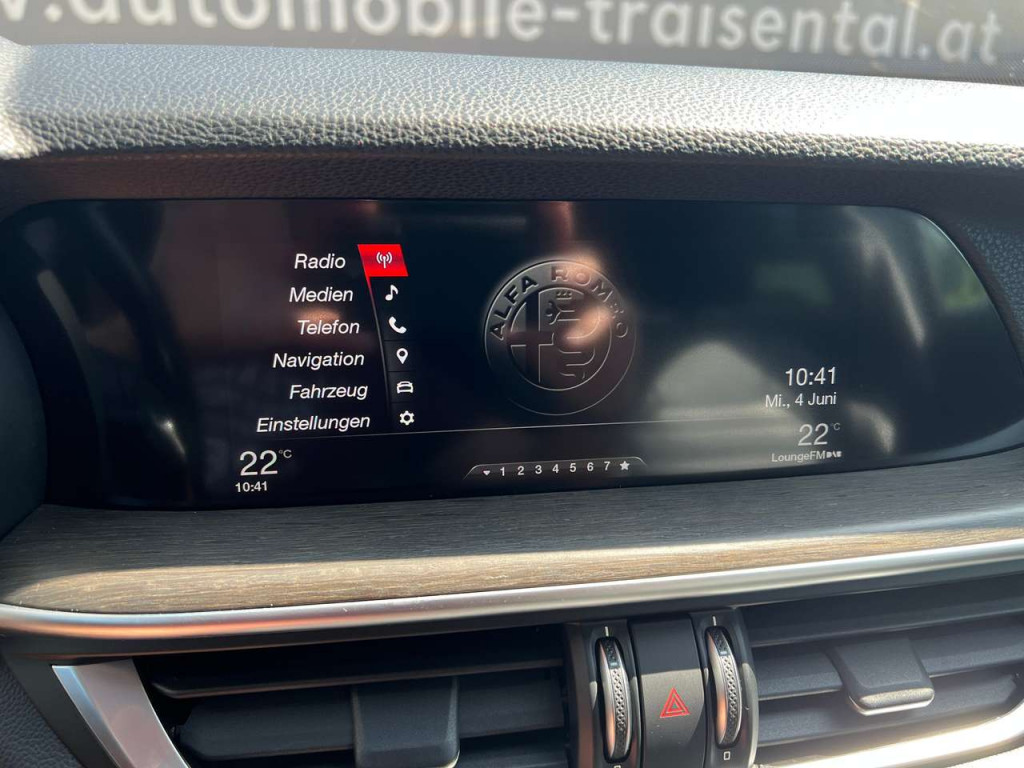 .automobile-traisental.at
Radio
Medien
Telefon
Navigation
Fahrzeug
Einstellungen
ALFA ROMEO
10:41
Mi., 4 Juni
22°C
LoungeFM DAB
22°C
10:41
1 2 3 4 5 6 7